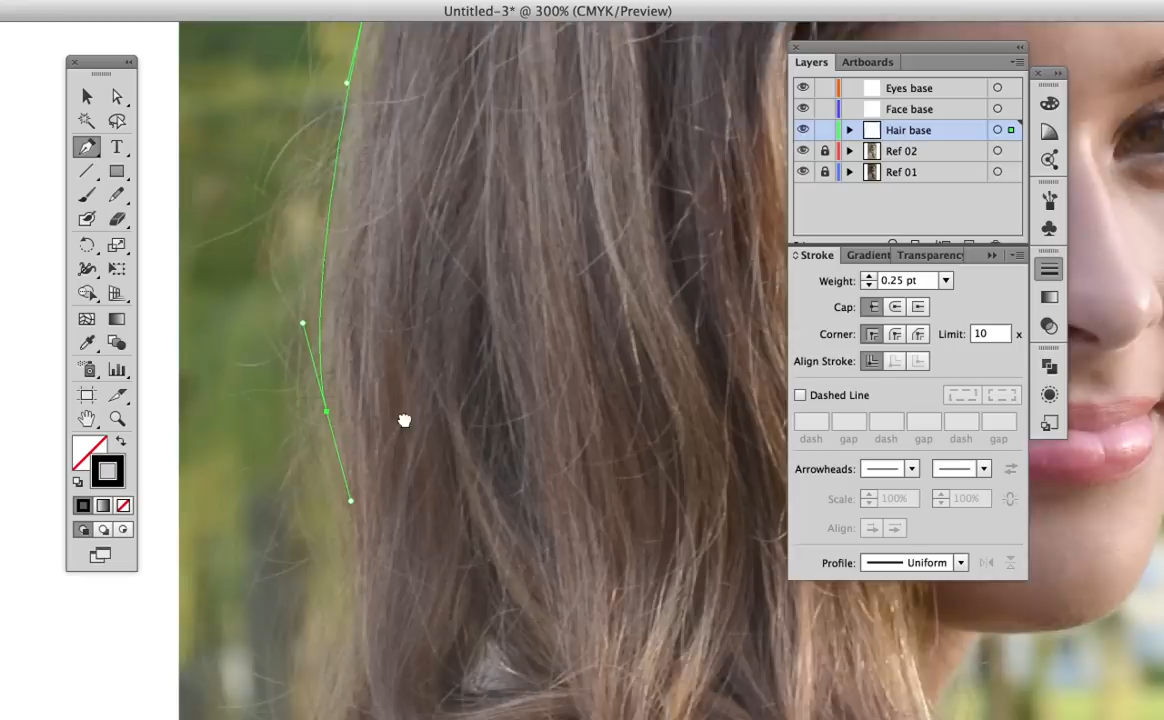 Untitled-3* @ 300% (CMYK/Preview)
Layers Artboards
Eyes base
Face base
Hair base
Ref 02
Ref 01
Stroke Gradient Transparency
Weight: 0.25 pt
Cap:
Corner: Limit: 10 x
Align Stroke:
Dashed Line
dash gap dash gap dash gap
Arrowheads:
Scale: 100% 100%
Align:
Profile: Uniform